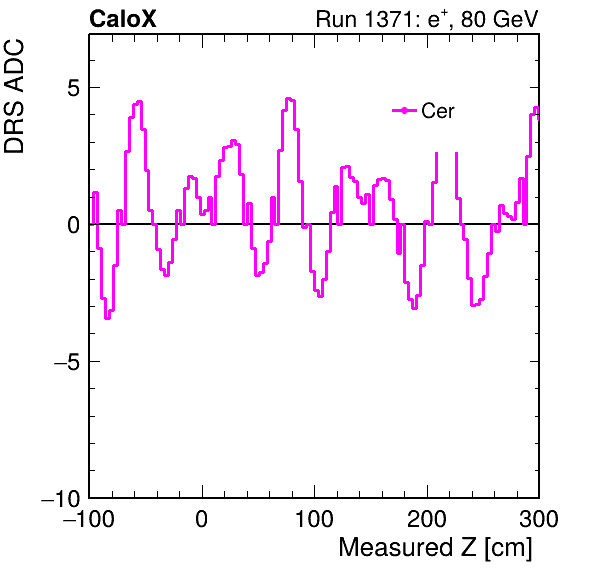 CaloX
Run 1371: e⁺, 80 GeV
DRS ADC
Cer
5
0
−5
−10
−100 0 100 200 300
Measured Z [cm]